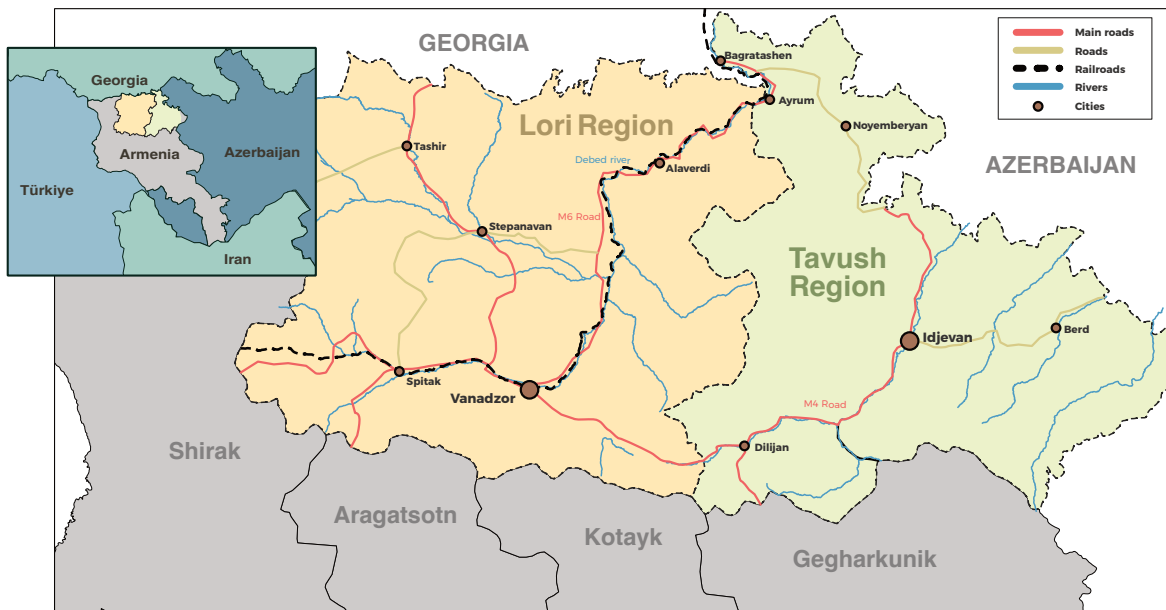 GEORGIA
Bagratashen
Main roads
Roads
Railroads
Rivers
Cities
Georgia
Armenia
Azerbaijan
Türkiye
Iran
Ayrum
Lori Region
Noyemberyan
Tashir
Debed river
Alaverdi
AZERBAIJAN
M6 Road
Stepanavan
Tavush
Region
Idjevan
Berd
Spitak
Vanadzor
M4 Road
Dilijan
Shirak
Aragatsotn
Kotayk
Gegharkunik